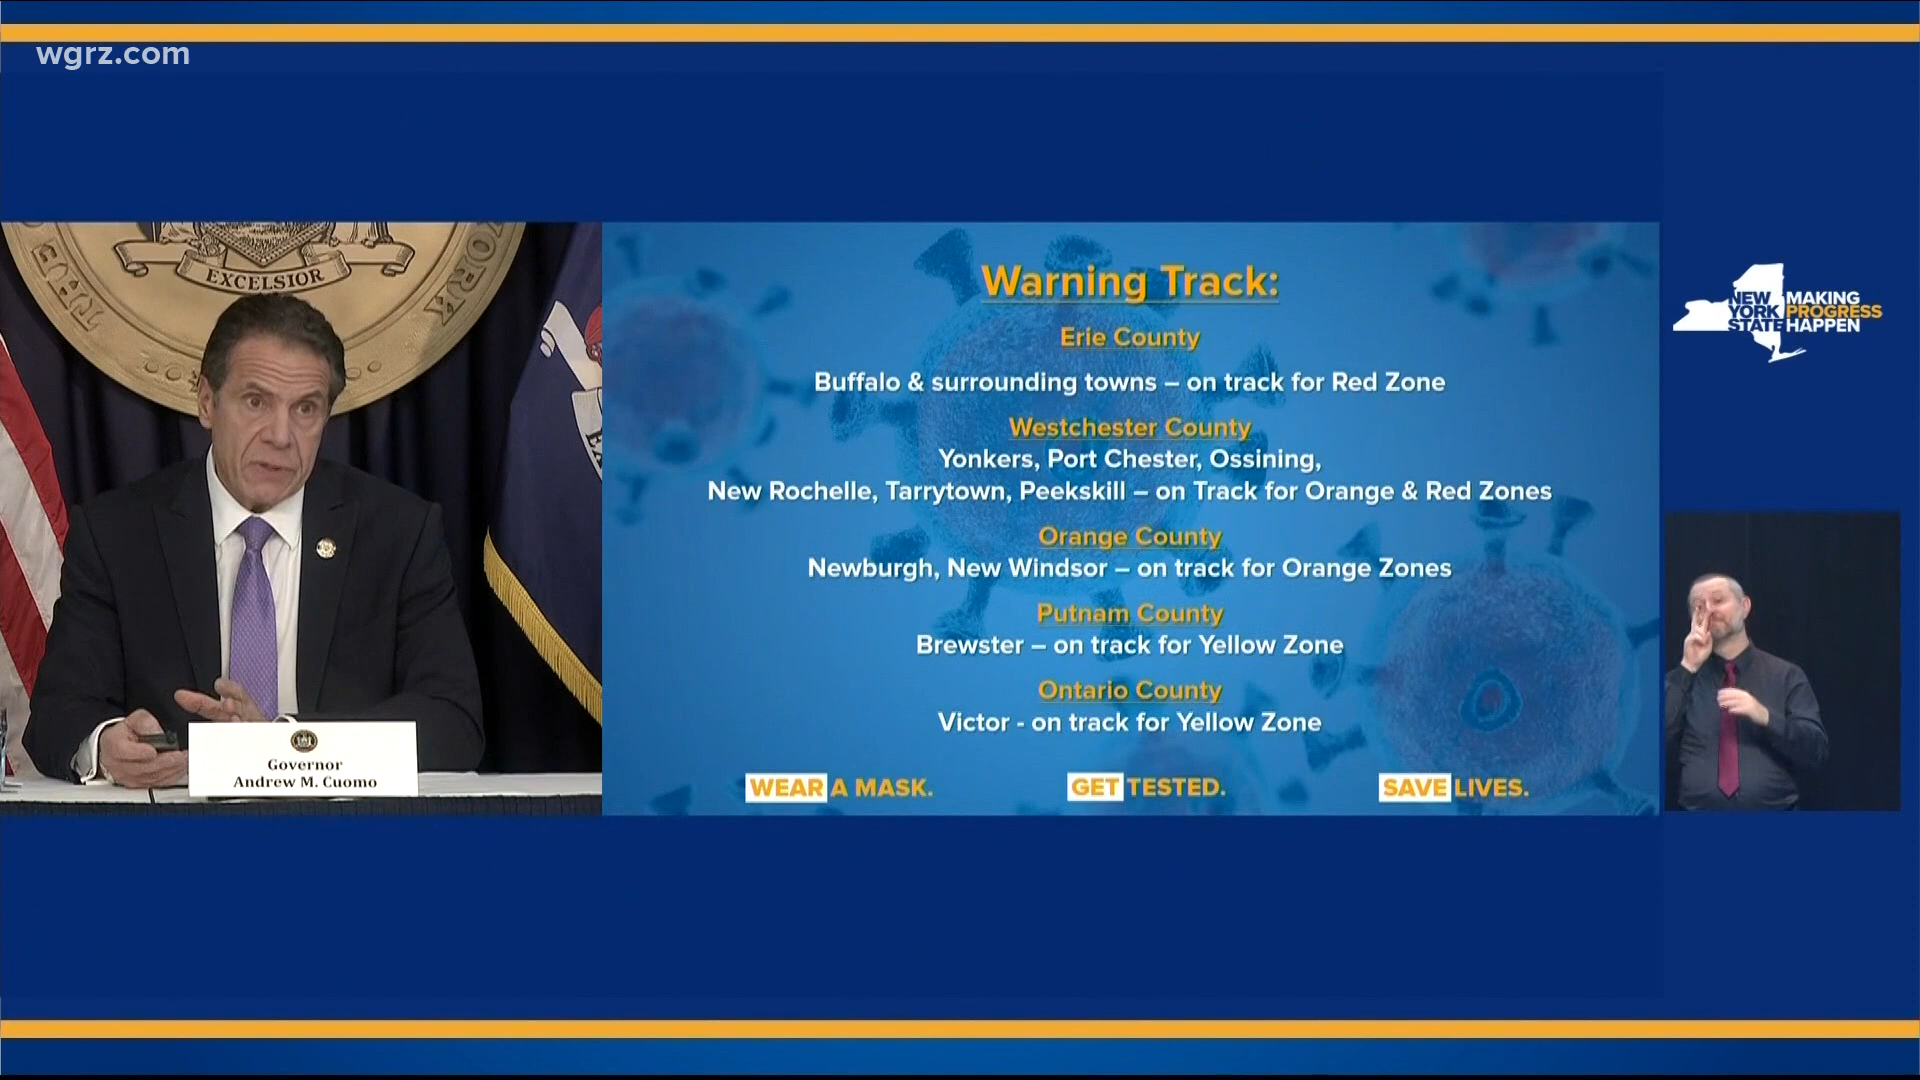 wgrz.com
THE
YORK
EXCELSIOR
Governor
Andrew M. Cuomo
Warning Track:
Erie County
Buffalo & surrounding towns – on track for Red Zone
Westchester County
Yonkers, Port Chester, Ossining,
New Rochelle, Tarrytown, Peekskill – on Track for Orange & Red Zones
Orange County
Newburgh, New Windsor – on track for Orange Zones
Putnam County
Brewster – on track for Yellow Zone
Ontario County
Victor - on track for Yellow Zone
WEAR A MASK.
GET TESTED.
SAVE LIVES.
NEW YORK STATE
MAKING
PROGRESS
HAPPEN